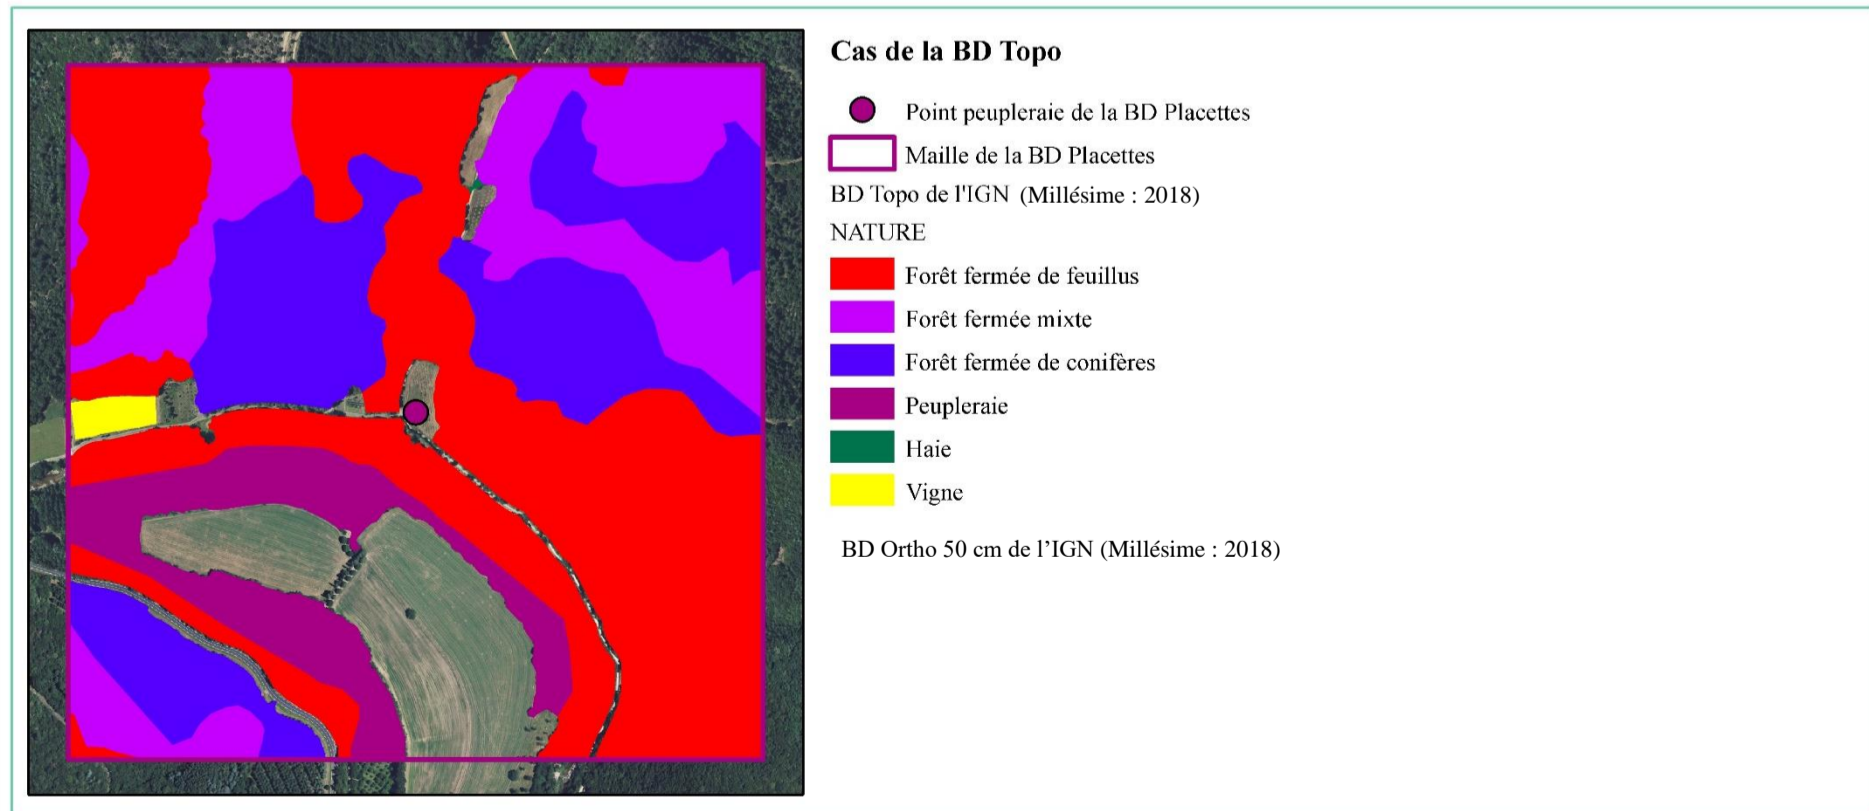 Cas de la BD Topo
Point peupleraie de la BD Placettes
Maille de la BD Placettes
BD Topo de l'IGN (Millésime : 2018)
NATURE
Forêt fermée de feuillus
Forêt fermée mixte
Forêt fermée de conifères
Peupleraie
Haie
Vigne
BD Ortho 50 cm de l’IGN (Millésime : 2018)